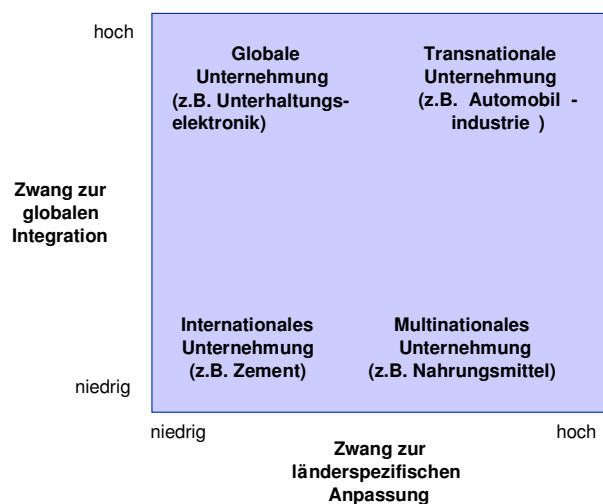 hoch
Globale
Unternehmung
(z.B. Unterhaltungs-
elektronik)
Transnationale
Unternehmung
(z.B. Automobil -
industrie )
Zwang zur
globalen
Integration
Internationales
Unternehmung
(z.B. Zement)
Multinationales
Unternehmung
(z.B. Nahrungsmittel)
niedrig
niedrig
hoch
Zwang zur
länderspezifischen
Anpassung